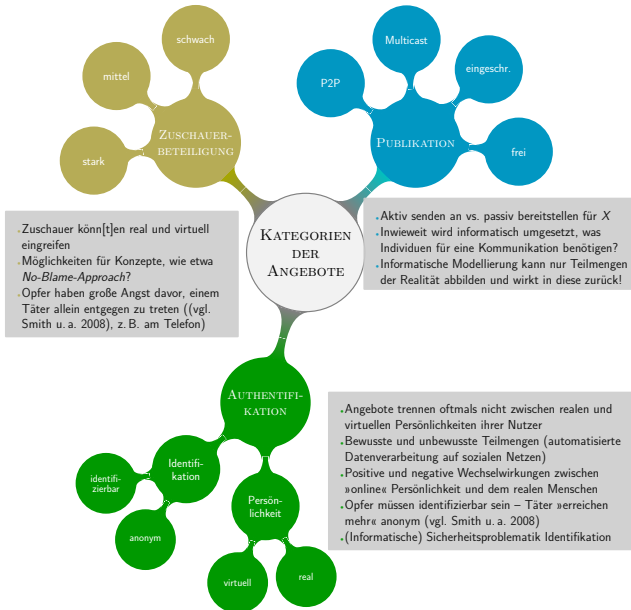 schwach
mittel
stark
Zuschauer-
beteiligung
Multicast
P2P
eingeschr.
frei
Publikation
Kategorien
der
Angebote
Zuschauer könn[t]en real und virtuell
eingreifen
Möglichkeiten für Konzepte, wie etwa
No-Blame-Approach?
Opfer haben große Angst davor, einem
Täter allein entgegen zu treten ((vgl.
Smith u. a. 2008), z. B. am Telefon)
Aktiv senden an vs. passiv bereitstellen für X
Inwieweit wird informatisch umgesetzt, was
Individuen für eine Kommunikation benötigen?
Informatische Modellierung kann nur Teilmengen
der Realität abbilden und wirkt in diese zurück!
Authentifi-
kation
Identifi-
kation
identifi-
zierbar
anonym
Persön-
lichkeit
virtuell
real
Angebote trennen oftmals nicht zwischen realen und
virtuellen Persönlichkeiten ihrer Nutzer
Bewusste und unbewusste Teilmengen (automatisierte
Datenverarbeitung auf sozialen Netzen)
Positive und negative Wechselwirkungen zwischen
»online« Persönlichkeit und dem realen Menschen
Opfer müssen identifizierbar sein – Täter »erreichen
mehr« anonym (vgl. Smith u. a. 2008)
(Informatische) Sicherheitsproblematik Identifikation